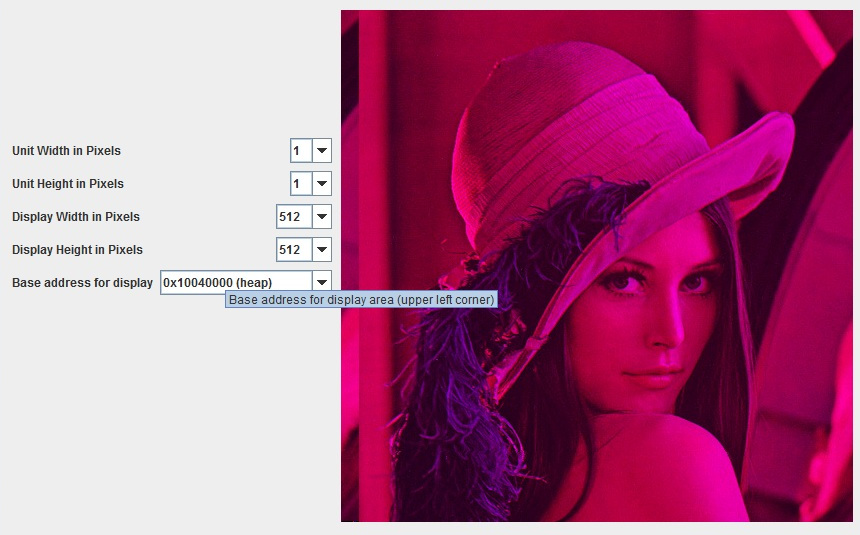 Unit Width in Pixels 1
Unit Height in Pixels 1
Display Width in Pixels 512
Display Height in Pixels 512
Base address for display 0x10040000 (heap)
Base address for display area (upper left corner)